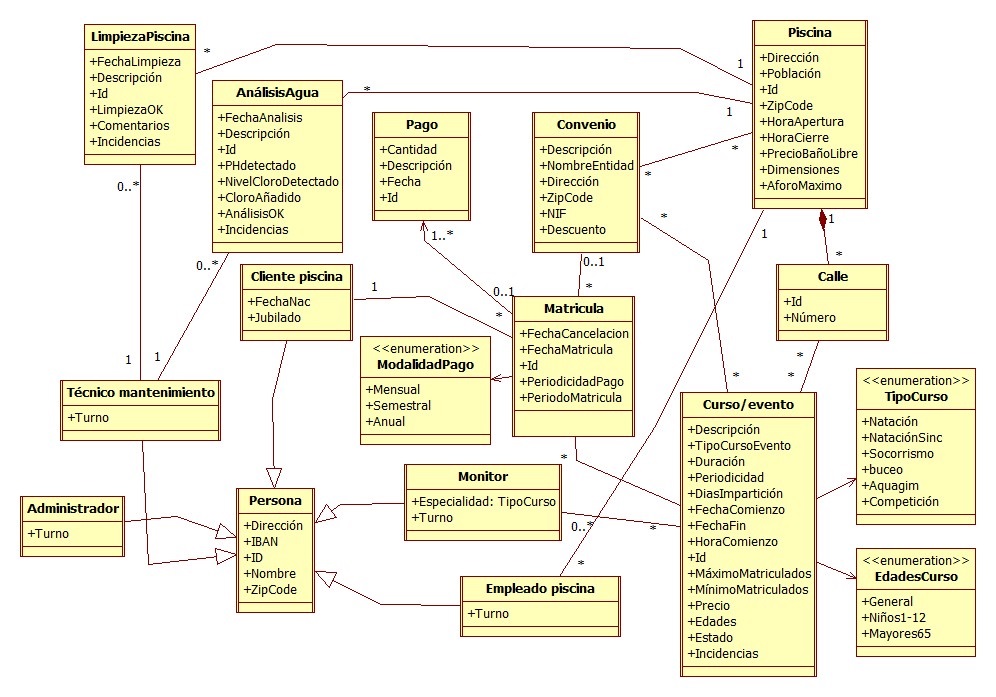 LimpiezaPiscina
+FechaLimpieza
+Descripción
+Id
+LimpiezaOK
+Comentarios
+Incidencias
*
1
0..*
1
AnálisisAgua
+FechaAnalisis
+Descripción
+Id
+PHdetectado
+NivelCloroDetectado
+CloroAñadido
+AnálisisOK
+Incidencias
*
1
0..*
1
Pago
+Cantidad
+Descripción
+Fecha
+Id
1..*
0..1
Convenio
+Descripción
+NombreEntidad
+Dirección
+ZipCode
+NIF
+Descuento
*
*
*
*
0..1
*
Piscina
+Dirección
+Población
+Id
+ZipCode
+HoraApertura
+HoraCierre
+PrecioBañoLibre
+Dimensiones
+AforoMaximo
1
1
*
*
Calle
+Id
+Número
*
*
Cliente piscina
+FechaNac
+Jubilado
1
*
Matricula
+FechaCancelacion
+FechaMatricula
+Id
+PeriodicidadPago
+PeriodoMatricula
*
<<enumeration>>
ModalidadPago
+Mensual
+Semestral
+Anual
Técnico mantenimiento
+Turno
Curso/evento
+Descripción
+TipoCursoEvento
+Duración
+Periodicidad
+DiasImpartición
+FechaComienzo
+FechaFin
+HoraComienzo
+Id
+MáximoMatriculados
+MínimoMatriculados
+Precio
+Edades
+Estado
+Incidencias
<<enumeration>>
TipoCurso
+Natación
+NataciónSinc
+Socorrismo
+buceo
+Aquagim
+Competición
Administrador
+Turno
Persona
+Dirección
+IBAN
+ID
+Nombre
+ZipCode
Monitor
+Especialidad: TipoCurso
+Turno
0..*
*
Empleado piscina
+Turno
<<enumeration>>
EdadesCurso
+General
+Niños1-12
+Mayores65